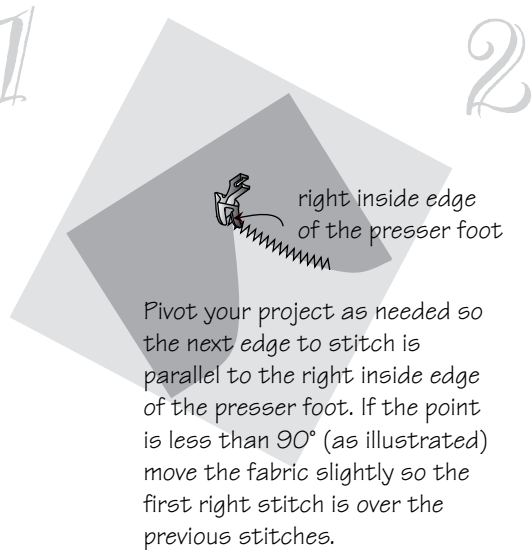 1
2
right inside edge
of the presser foot
Pivot your project as needed so
the next edge to stitch is
parallel to the right inside edge
of the presser foot. If the point
is less than 90° (as illustrated)
move the fabric slightly so the
first right stitch is over the
previous stitches.